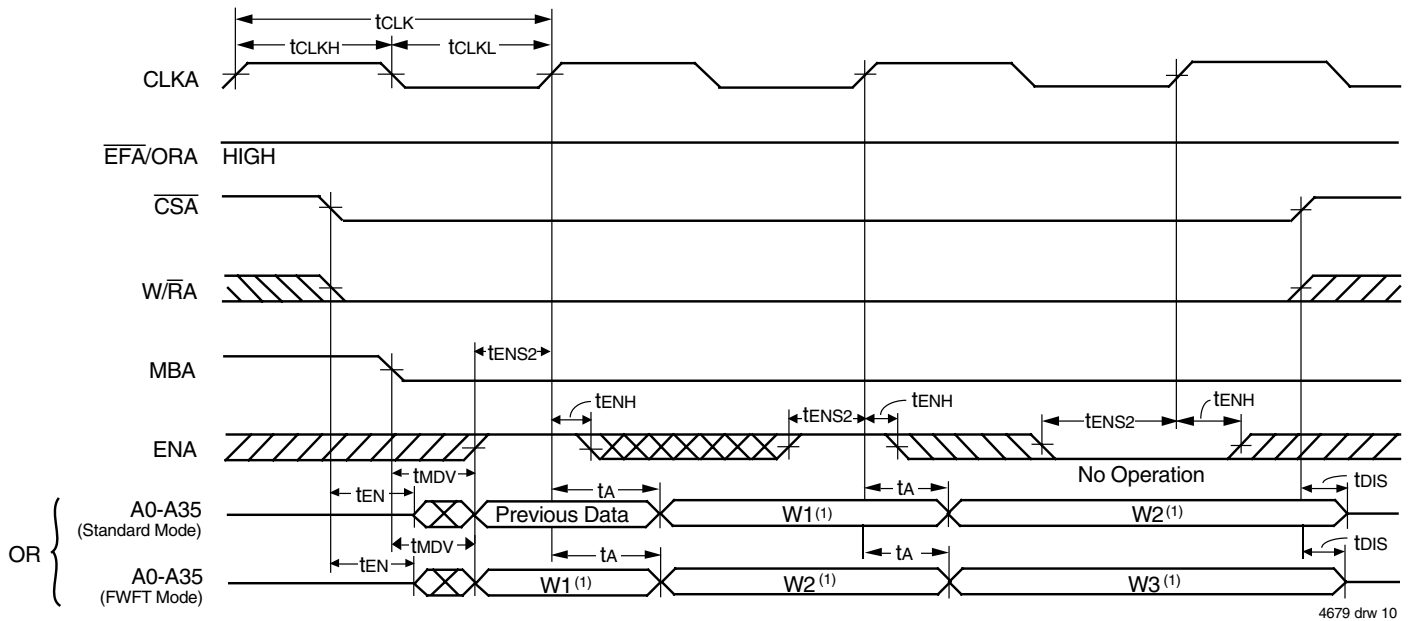 tCLK
tCLKH tCLKL
CLKA
EFA/ORA HIGH
CSA
W/RA
MBA
tENS2
tENH tENS2 tENH tENS2 tENH
ENA
No Operation
tMDV
tEN tA tA tDIS
A0-A35
(Standard Mode)
Previous Data W1(1) W2(1)
OR
tMDV
tEN tA tA tDIS
A0-A35
(FWFT Mode)
W1(1) W2(1) W3(1)
4679 drw 10